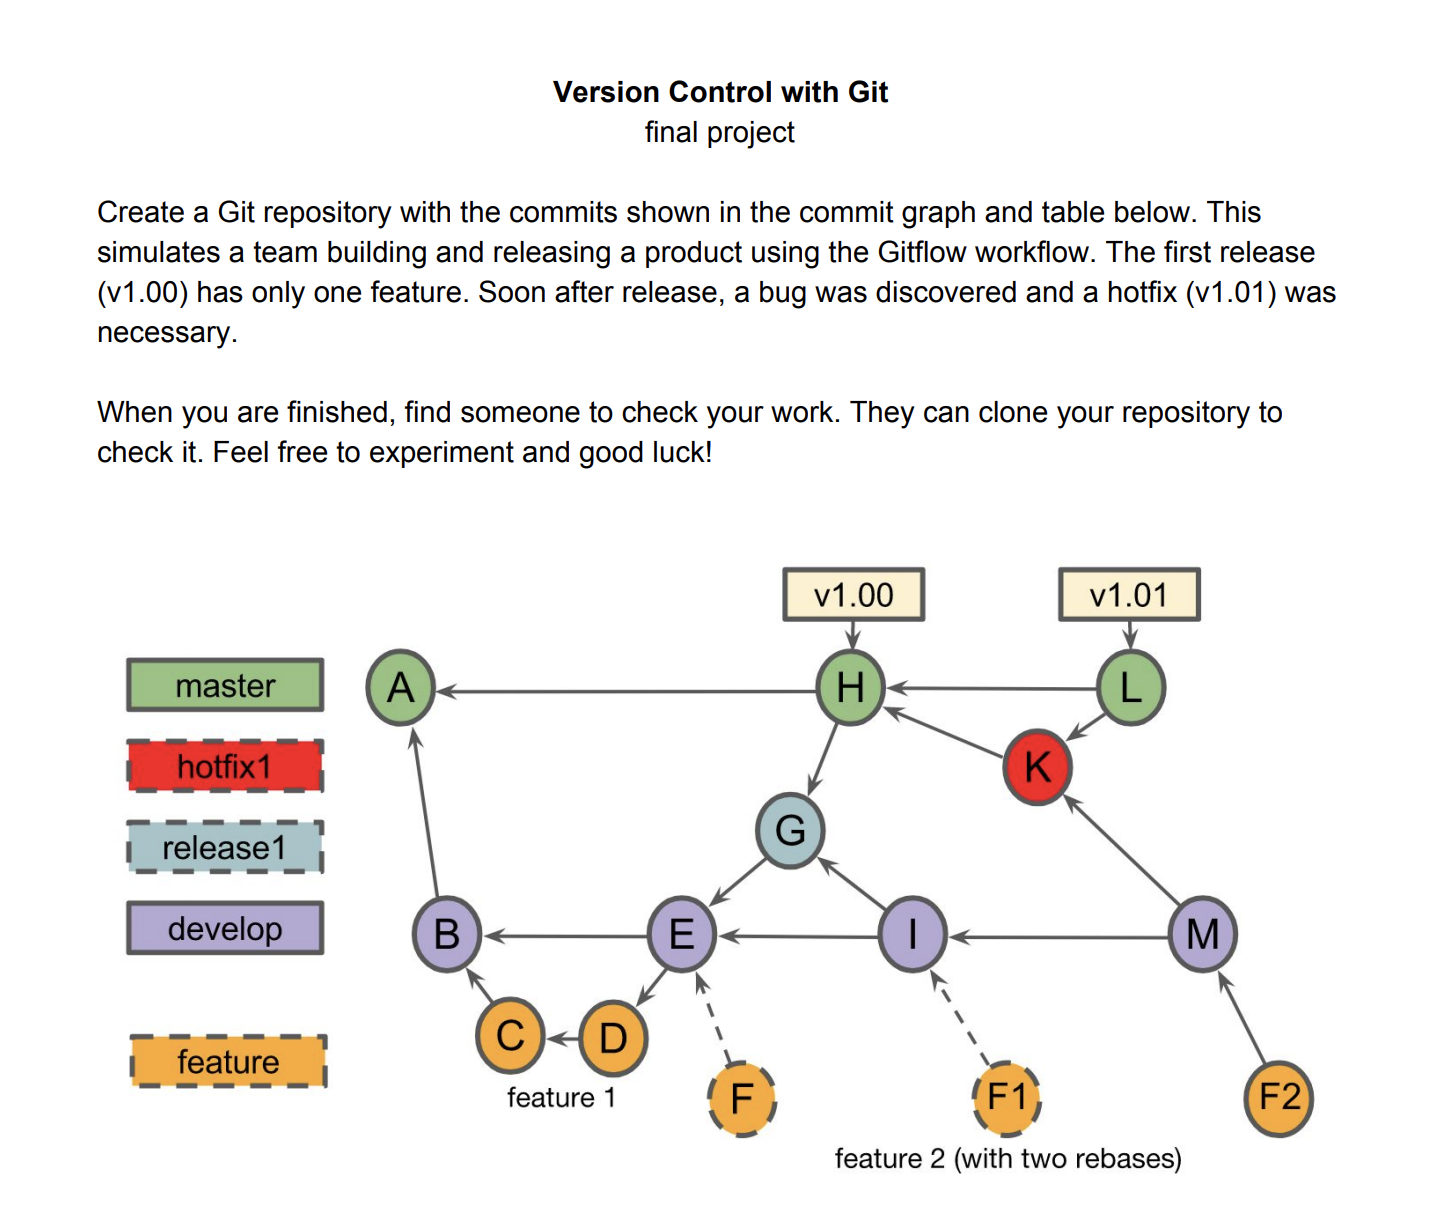 Version Control with Git
final project
Create a Git repository with the commits shown in the commit graph and table below. This
simulates a team building and releasing a product using the Gitflow workflow. The first release
(v1.00) has only one feature. Soon after release, a bug was discovered and a hotfix (v1.01) was
necessary.
When you are finished, find someone to check your work. They can clone your repository to
check it. Feel free to experiment and good luck!
v1.00
v1.01
master
A
H
L
hotfix1
K
release1
G
develop
B
E
I
M
C
D
feature
feature 1
F
F1
F2
feature 2 (with two rebases)